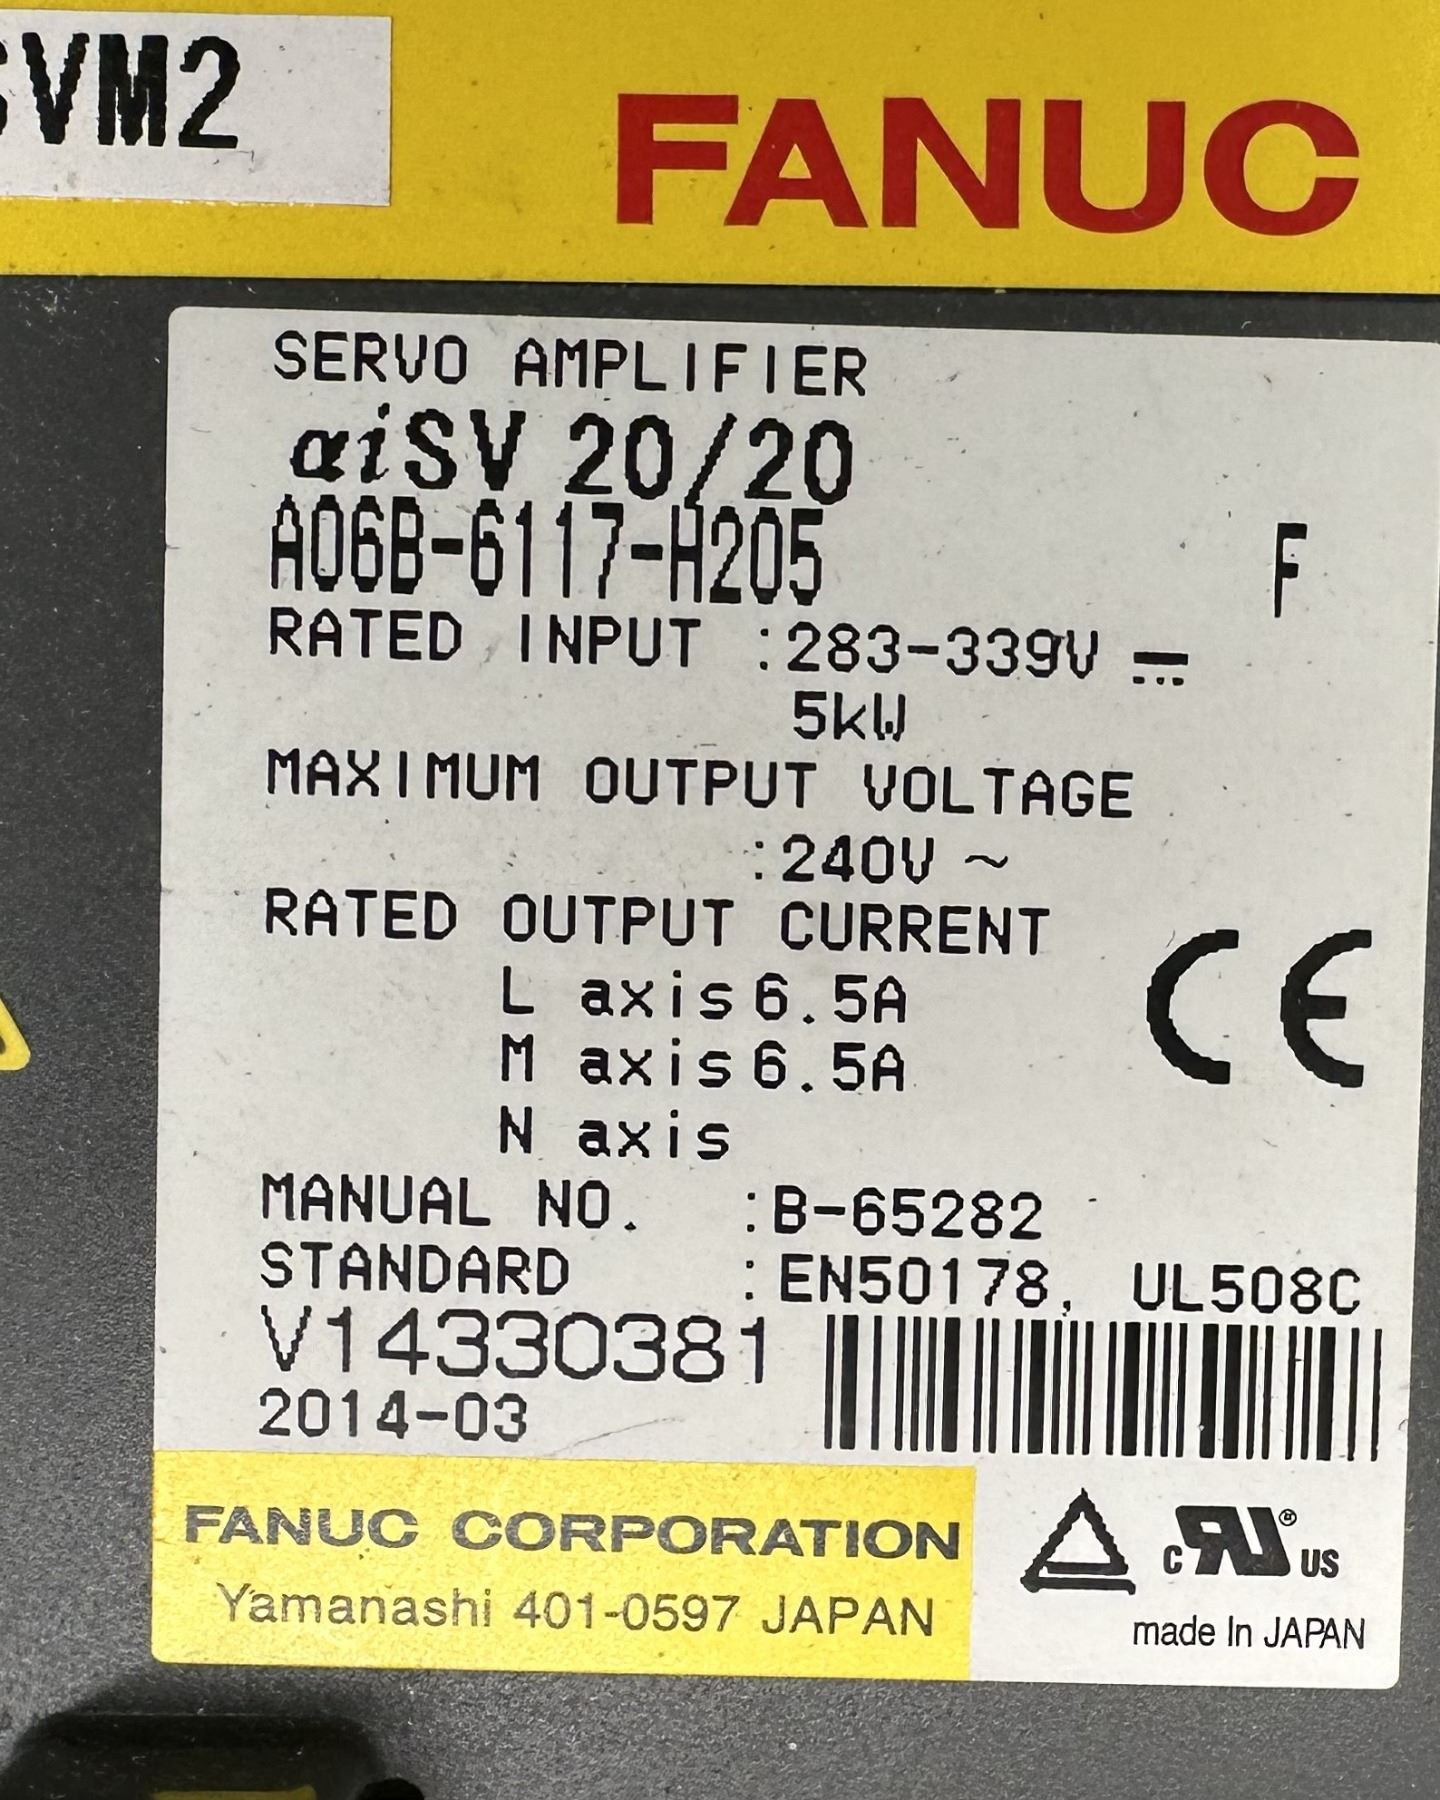 SVM2
FANUC
SERVO AMPLIFIER
αiSV 20/20
A06B-6117-H205 F
RATED INPUT :283-339V ⎓
5kW
MAXIMUM OUTPUT VOLTAGE
:240V ~
RATED OUTPUT CURRENT
L axis 6.5A
M axis 6.5A
N axis
CE
MANUAL NO. :B-65282
STANDARD :EN50178, UL508C
V14330381
2014-03
FANUC CORPORATION
Yamanashi 401-0597 JAPAN
c RU ® US
made In JAPAN